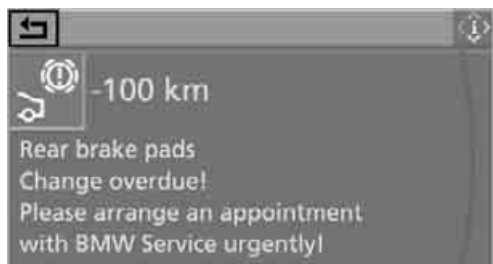 -100 km
Rear brake pads
Change overdue!
Please arrange an appointment
with BMW Service urgently!